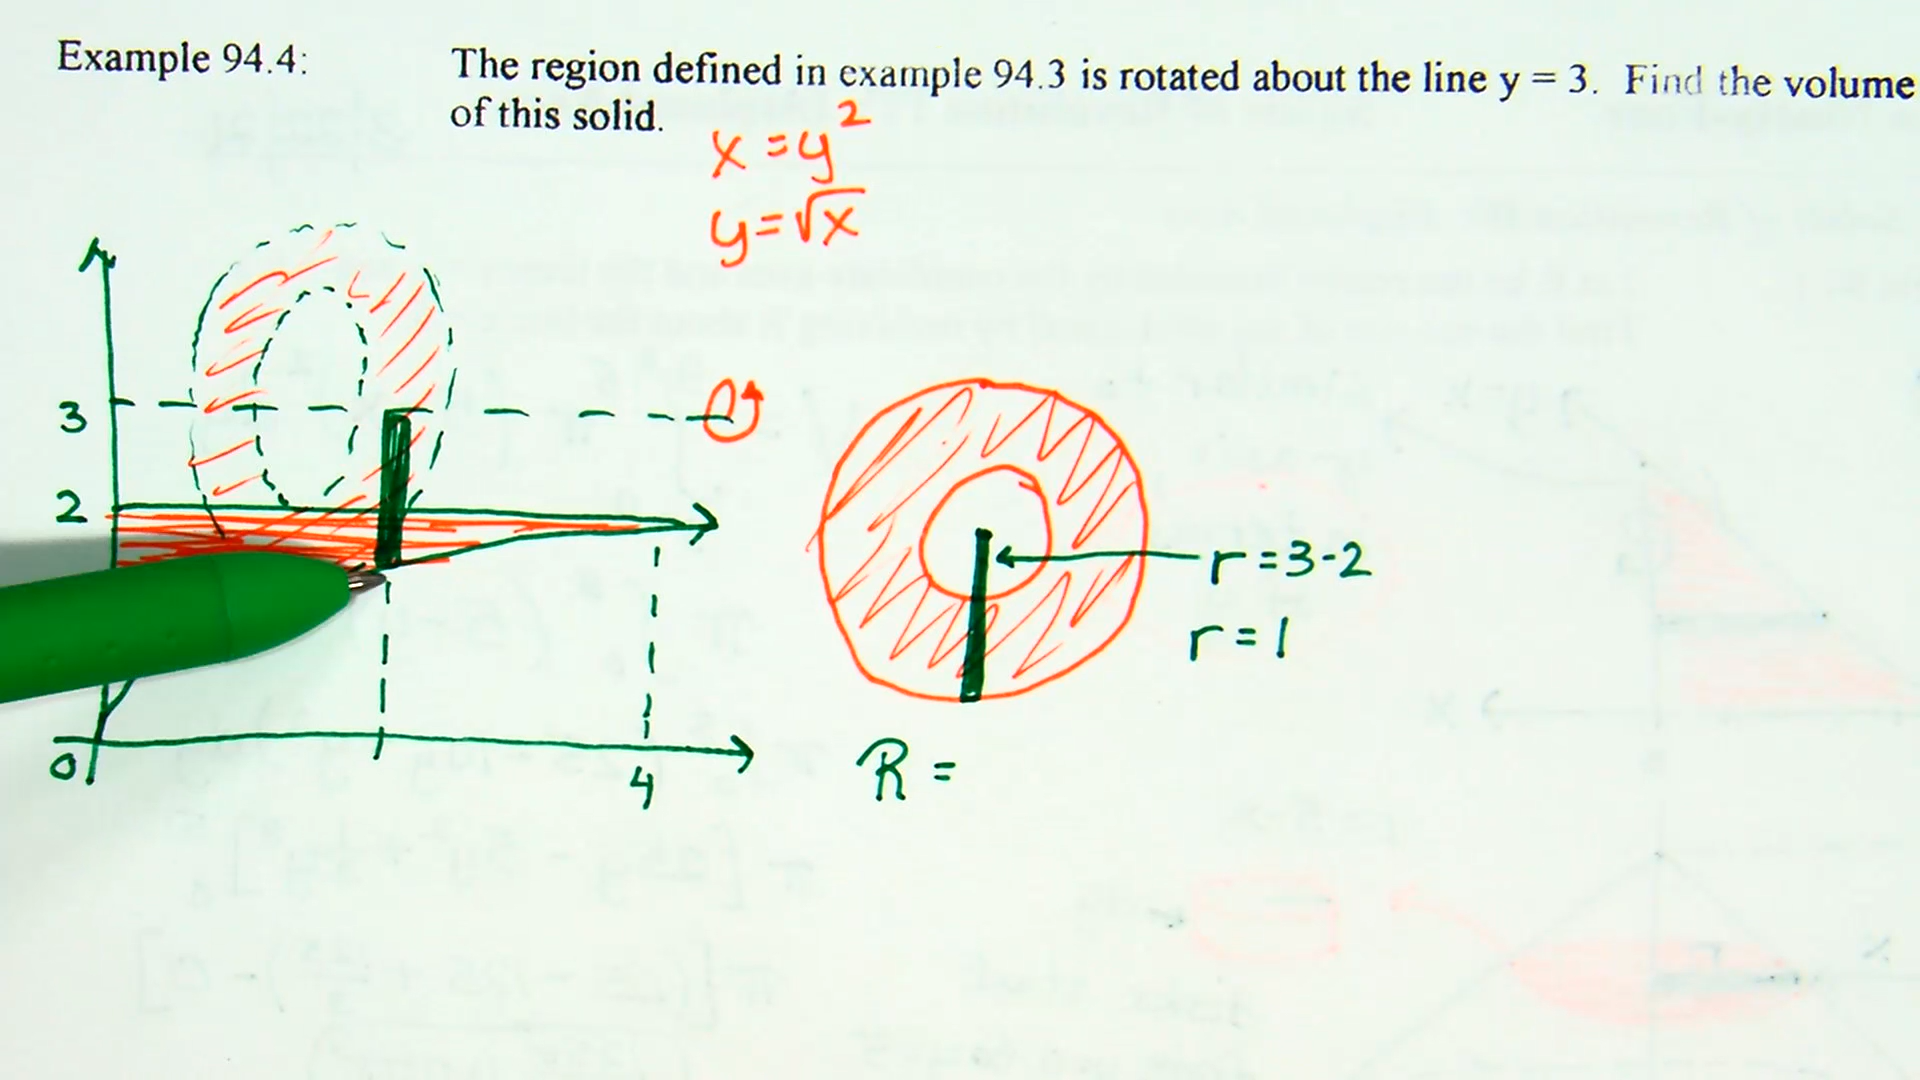 Example 94.4: The region defined in example 94.3 is rotated about the line y = 3. Find the volume
of this solid.
x = y²
y = √x
3
2
r = 3-2
r = 1
0
4
R =